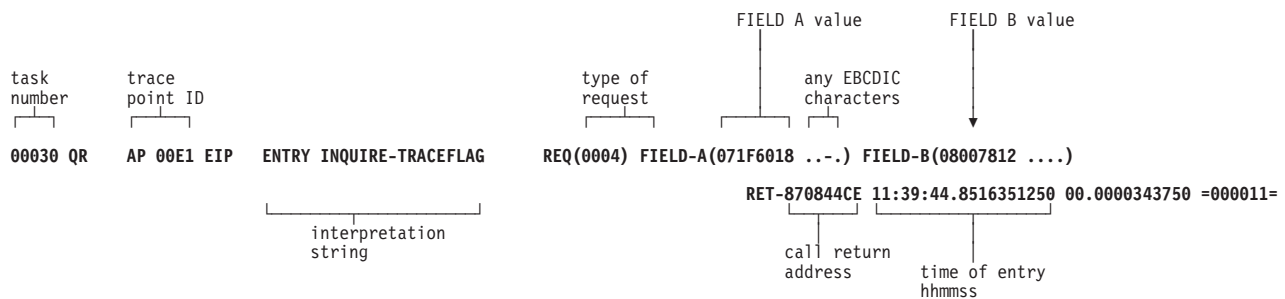 FIELD A value FIELD B value
task trace type of any EBCDIC
number point ID request characters
00030 QR AP 00E1 EIP ENTRY INQUIRE-TRACEFLAG REQ(0004) FIELD-A(071F6018 ..-.) FIELD-B(08007812 ....)
RET-870844CE 11:39:44.8516351250 00.0000343750 =000011=
interpretation
string
call return
address time of entry
hhmmss